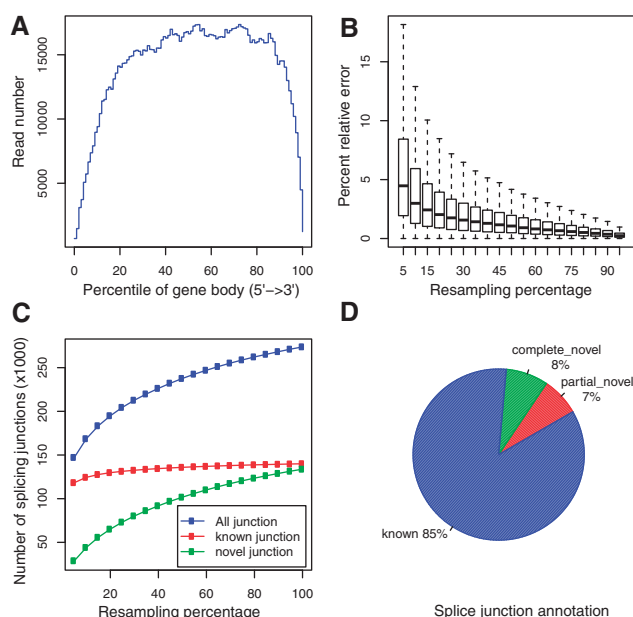 A
Read number
5000
10000
15000
0
20
40
60
80
100
Percentile of gene body (5'->3')
B
Percent relative error
0
5
10
15
5
15
30
45
60
75
90
Resampling percentage
C
Number of splicing junctions (x1000)
50
100
150
200
250
All junction
known junction
novel junction
20
40
60
80
100
Resampling percentage
D
complete_novel
8%
partial_novel
7%
known 85%
Splice junction annotation